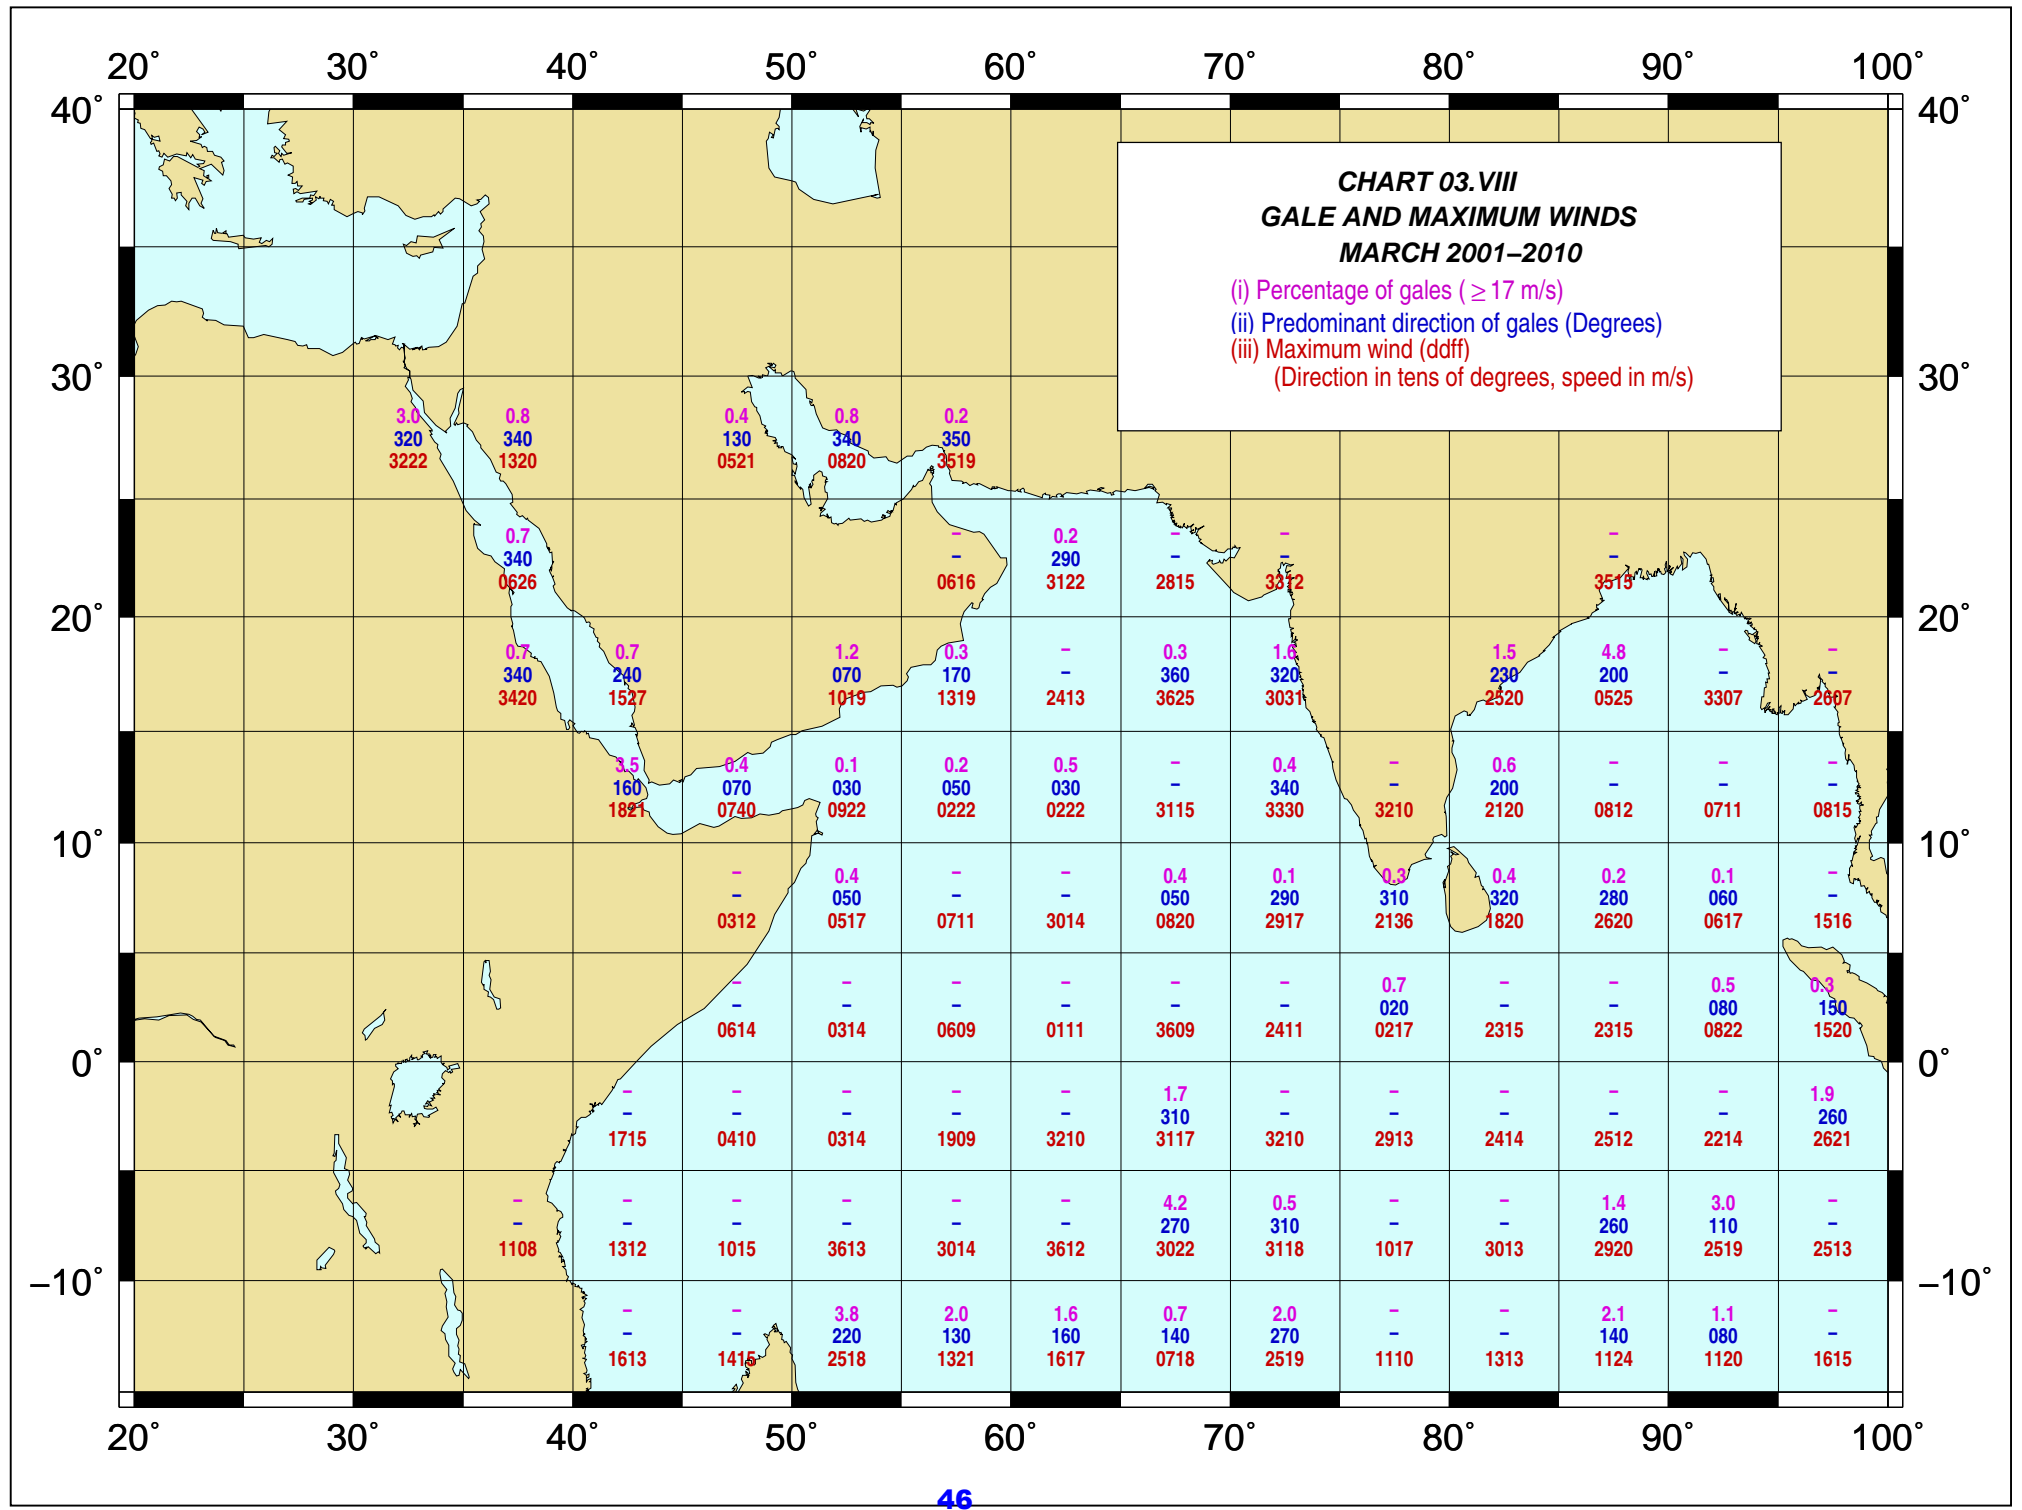 20° 30° 40° 50° 60° 70° 80° 90° 100°
40° 40°
CHART 03.VIII
GALE AND MAXIMUM WINDS
MARCH 2001–2010
(i) Percentage of gales ( ≥ 17 m/s)
(ii) Predominant direction of gales (Degrees)
(iii) Maximum wind (ddff)
(Direction in tens of degrees, speed in m/s)
30° 30°
3.0 0.8 0.4 0.8 0.2
320 340 130 340 350
3222 1320 0521 0820 3519
0.7 – 0.2 – – –
340 – 290 – – –
0626 0616 3122 2815 3312 3515
20° 20°
0.7 0.7 1.2 0.3 – 0.3 1.6 1.5 4.8 – –
340 240 070 170 – 360 320 230 200 – –
3420 1527 1019 1319 2413 3625 3031 2520 0525 3307 2607
3.5 0.4 0.1 0.2 0.5 – 0.4 – 0.6 – – –
160 070 030 050 030 – 340 – 200 – – –
1821 0740 0922 0222 0222 3115 3330 3210 2120 0812 0711 0815
10° 10°
– 0.4 – – 0.4 0.1 0.3 0.4 0.2 0.1 –
– 050 – – 050 290 310 320 280 060 –
0312 0517 0711 3014 0820 2917 2136 1820 2620 0617 1516
– – – – – – 0.7 – – 0.5 0.3
– – – – – – 020 – – 080 150
0614 0314 0609 0111 3609 2411 0217 2315 2315 0822 1520
0° 0°
– – – – – 1.7 – – – – – 1.9
– – – – – 310 – – – – – 260
1715 0410 0314 1909 3210 3117 3210 2913 2414 2512 2214 2621
– – – – – – 4.2 0.5 – – 1.4 3.0 –
– – – – – – 270 310 – – 260 110 –
1108 1312 1015 3613 3014 3612 3022 3118 1017 3013 2920 2519 2513
–10° –10°
– – 3.8 2.0 1.6 0.7 2.0 – – 2.1 1.1 –
– – 220 130 160 140 270 – – 140 080 –
1613 1415 2518 1321 1617 0718 2519 1110 1313 1124 1120 1615
20° 30° 40° 50° 60° 70° 80° 90° 100°
46